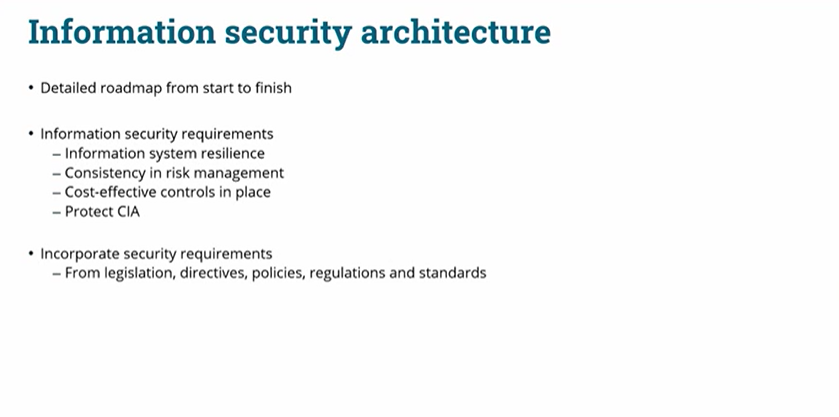 Information security architecture
• Detailed roadmap from start to finish
• Information security requirements
– Information system resilience
– Consistency in risk management
– Cost-effective controls in place
– Protect CIA
• Incorporate security requirements
– From legislation, directives, policies, regulations and standards